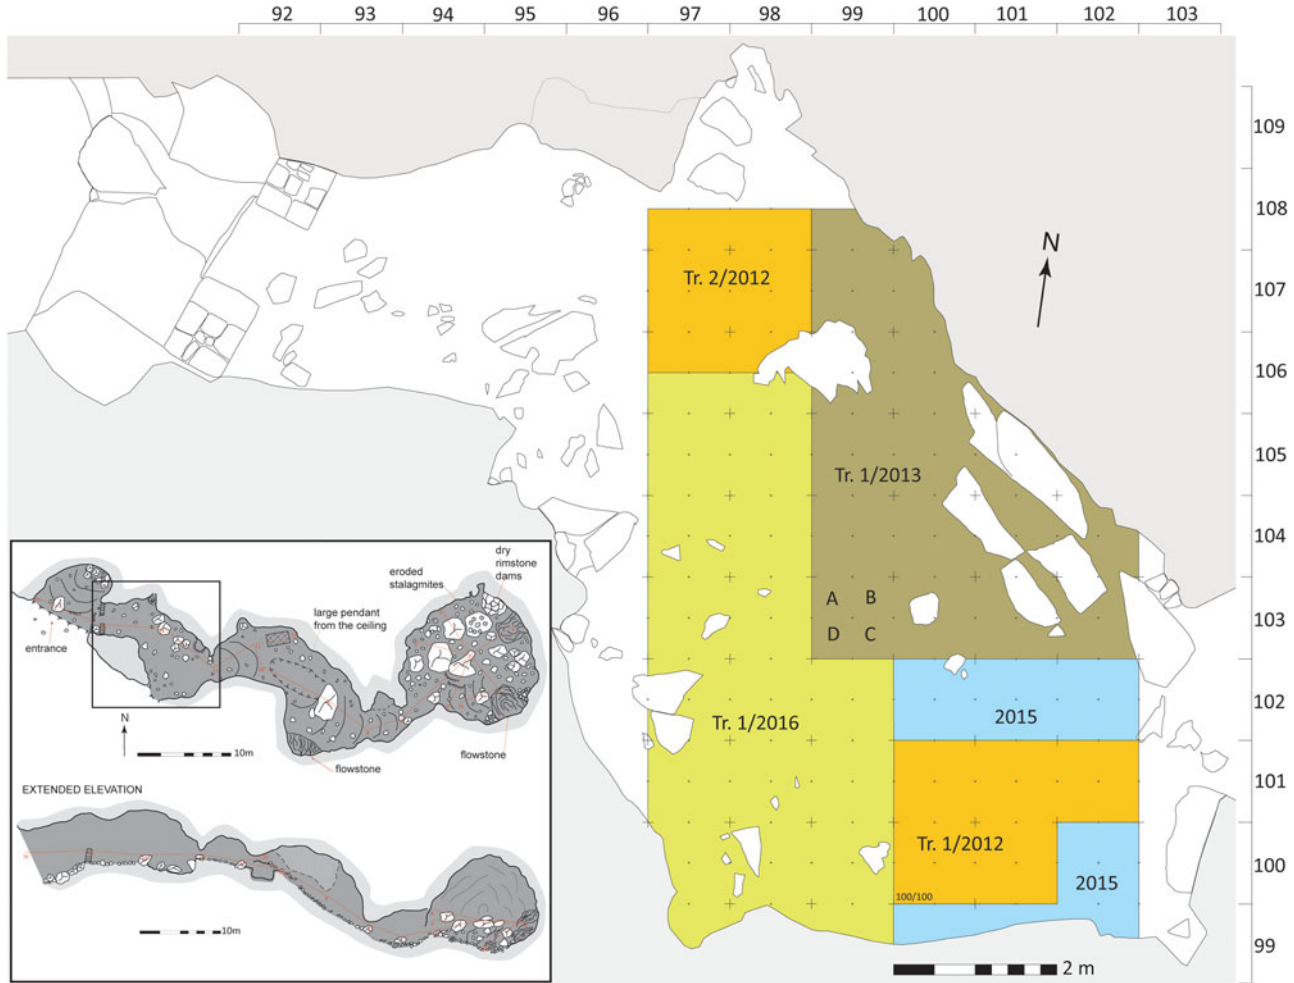 92 93 94 95 96 97 98 99 100 101 102 103
109
108
107
106
105
104
103
102
101
100
99
N
Tr. 2/2012
Tr. 1/2013
A B
D C
Tr. 1/2016
2015
Tr. 1/2012
100/100
2015
2 m
dry
rimstone
dams
eroded
stalagmites
large pendant
from the ceiling
entrance
N
10m
flowstone
flowstone
EXTENDED ELEVATION
10m